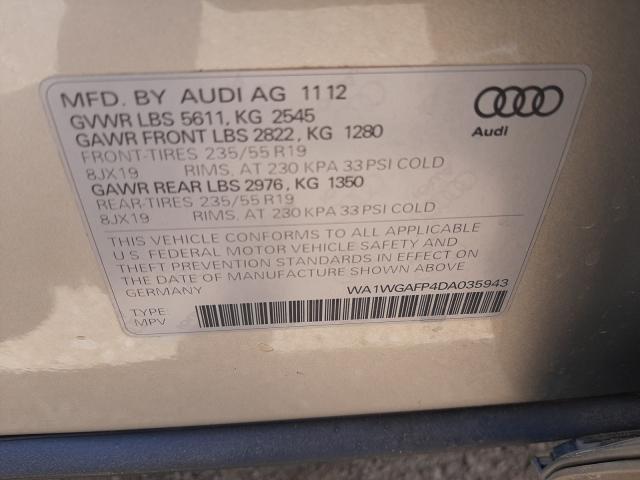 MFD. BY AUDI AG 11 12
GVWR LBS 5611, KG 2545
GAWR FRONT LBS 2822, KG 1280
FRONT-TIRES 235/55 R19
8JX19 RIMS, AT 230 KPA 33 PSI COLD
GAWR REAR LBS 2976, KG 1350
REAR-TIRES 235/55 R19
8JX19 RIMS, AT 230 KPA 33 PSI COLD
Audi
THIS VEHICLE CONFORMS TO ALL APPLICABLE
U.S. FEDERAL MOTOR VEHICLE SAFETY AND
THEFT PREVENTION STANDARDS IN EFFECT ON
THE DATE OF MANUFACTURE SHOWN ABOVE
GERMANY WA1WGAFP4DA035943
TYPE
MPV